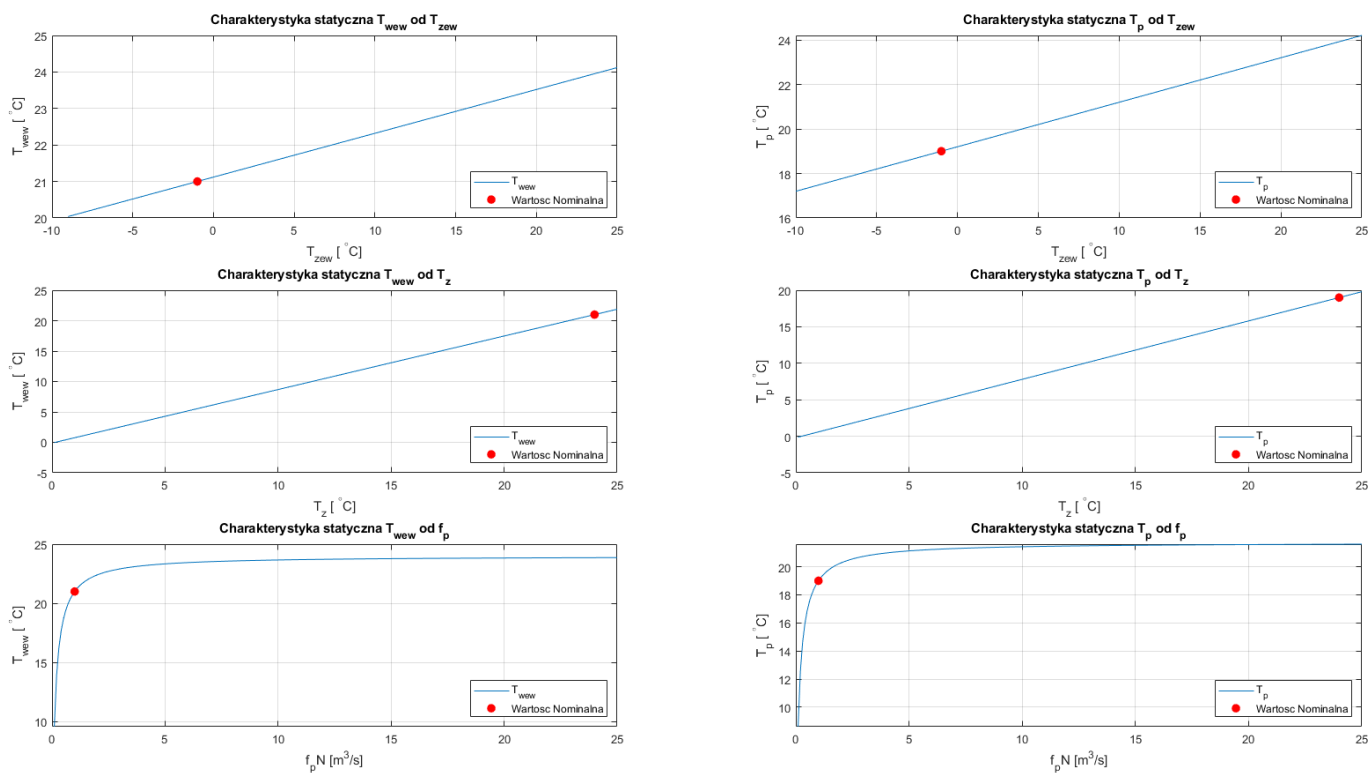 Charakterystyka statyczna T_wew od T_zew
25
24
23
22
21
20
T_wew [ °C]
-10
-5
0
5
10
15
20
25
T_zew [ °C]
T_wew
Wartosc Nominalna
Charakterystyka statyczna T_p od T_zew
24
22
20
18
16
T_p [ °C]
-10
-5
0
5
10
15
20
25
T_zew [ °C]
T_p
Wartosc Nominalna
Charakterystyka statyczna T_wew od T_z
25
20
15
10
5
0
-5
T_wew [ °C]
0
5
10
15
20
25
T_z [ °C]
T_wew
Wartosc Nominalna
Charakterystyka statyczna T_p od T_z
20
15
10
5
0
-5
T_p [ °C]
0
5
10
15
20
25
T_z [ °C]
T_p
Wartosc Nominalna
Charakterystyka statyczna T_wew od f_p
25
20
15
10
T_wew [ °C]
0
5
10
15
20
25
f_pN [m^3/s]
T_wew
Wartosc Nominalna
Charakterystyka statyczna T_p od f_p
20
18
16
14
12
10
T_p [ °C]
0
5
10
15
20
25
f_pN [m^3/s]
T_p
Wartosc Nominalna